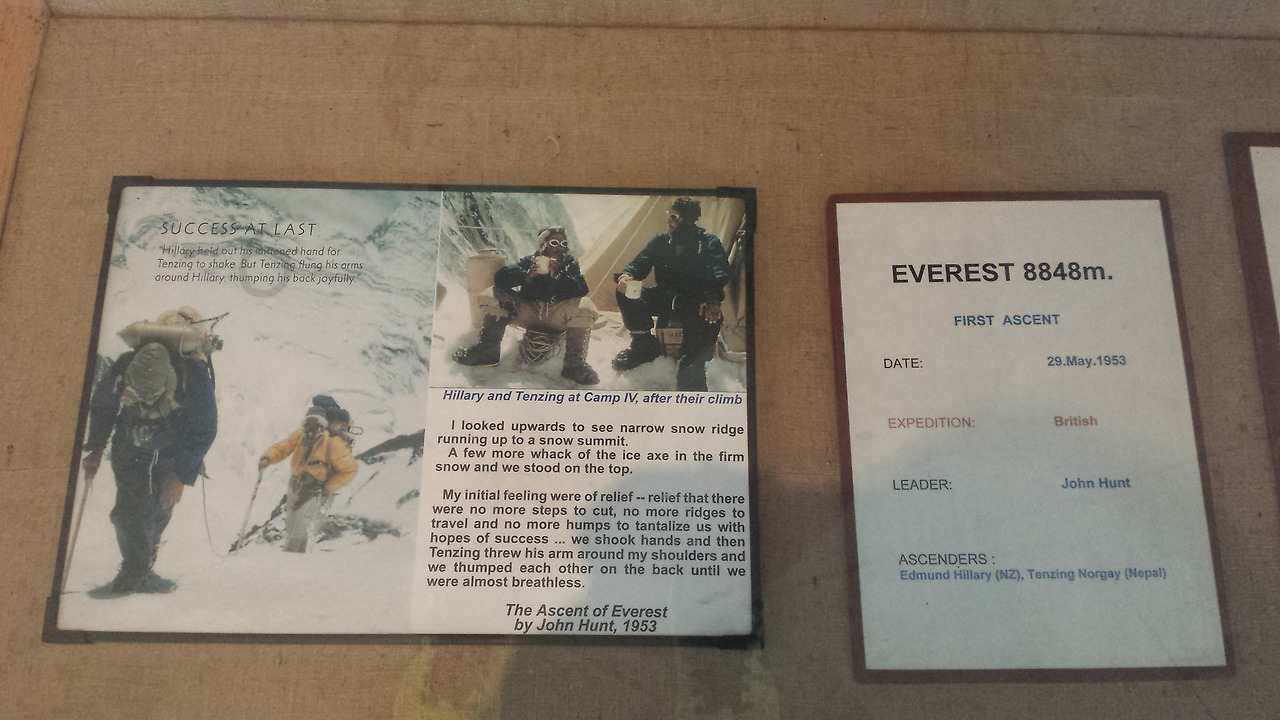 SUCCESS AT LAST
"Hillary held out his mittened hand for
Tenzing to shake. But Tenzing flung his arms
around Hillary, thumping his back joyfully."
Hillary and Tenzing at Camp IV, after their climb
I looked upwards to see narrow snow ridge
running up to a snow summit.
A few more whack of the ice axe in the firm
snow and we stood on the top.
My initial feeling were of relief -- relief that there
were no more steps to cut, no more ridges to
travel and no more humps to tantalize us with
hopes of success ... we shook hands and then
Tenzing threw his arm around my shoulders and
we thumped each other on the back until we
were almost breathless.
The Ascent of Everest
by John Hunt, 1953
EVEREST 8848m.
FIRST ASCENT
DATE: 29.May.1953
EXPEDITION: British
LEADER: John Hunt
ASCENDERS :
Edmund Hillary (NZ), Tenzing Norgay (Nepal)